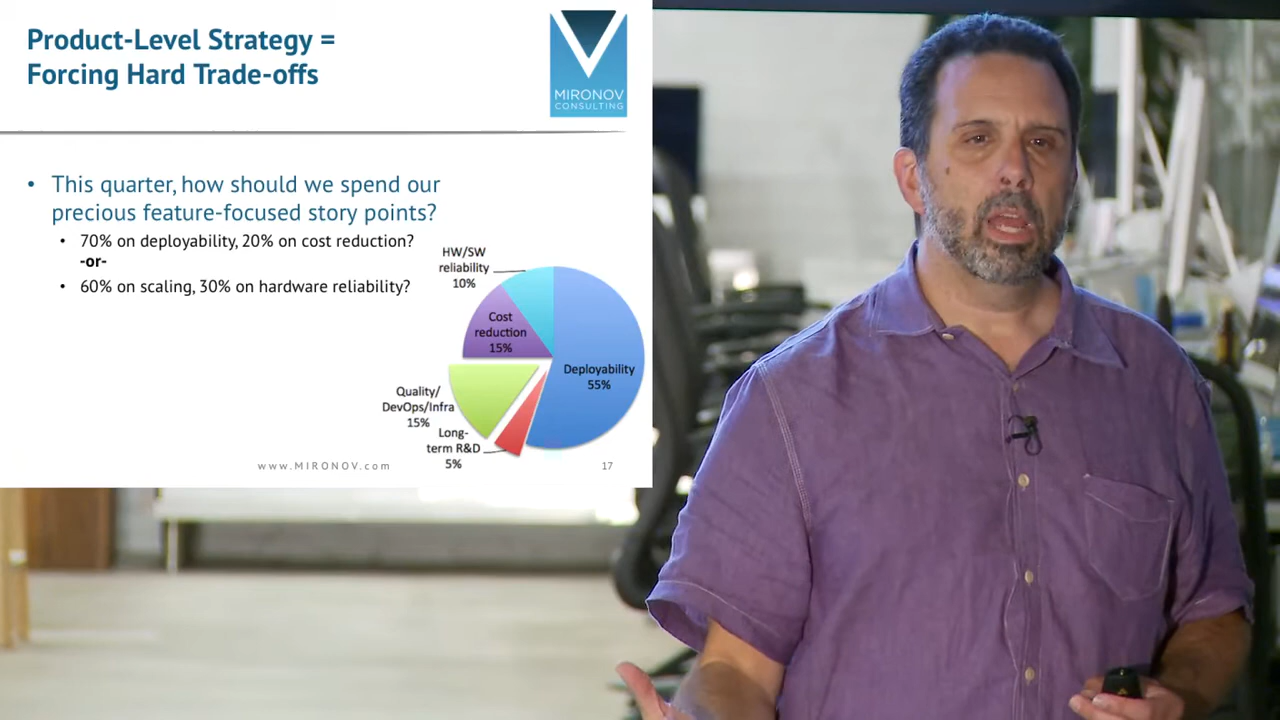 Product-Level Strategy =
Forcing Hard Trade-offs
MIRONOV
CONSULTING
• This quarter, how should we spend our
precious feature-focused story points?
• 70% on deployability, 20% on cost reduction?
-or-
• 60% on scaling, 30% on hardware reliability?
HW/SW
reliability
10%
Cost
reduction
15%
Deployability
55%
Quality/
DevOps/Infra
15%
Long-
term R&D
5%
www.MIRONOV.com
17